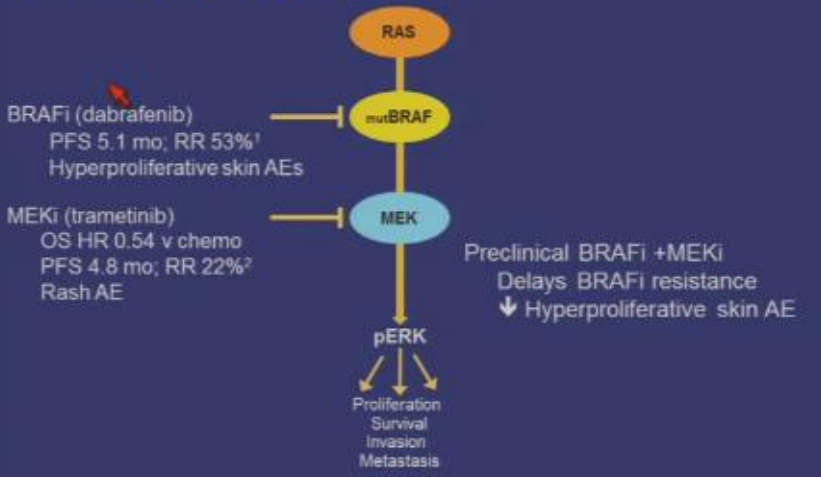 RAS
BRAFi (dabrafenib)
PFS 5.1 mo; RR 53%¹
Hyperproliferative skin AEs
mutBRAF
MEKi (trametinib)
OS HR 0.54 v chemo
PFS 4.8 mo; RR 22%²
Rash AE
MEK
Preclinical BRAFi +MEKi
Delays BRAFi resistance
↓ Hyperproliferative skin AE
pERK
Proliferation
Survival
Invasion
Metastasis